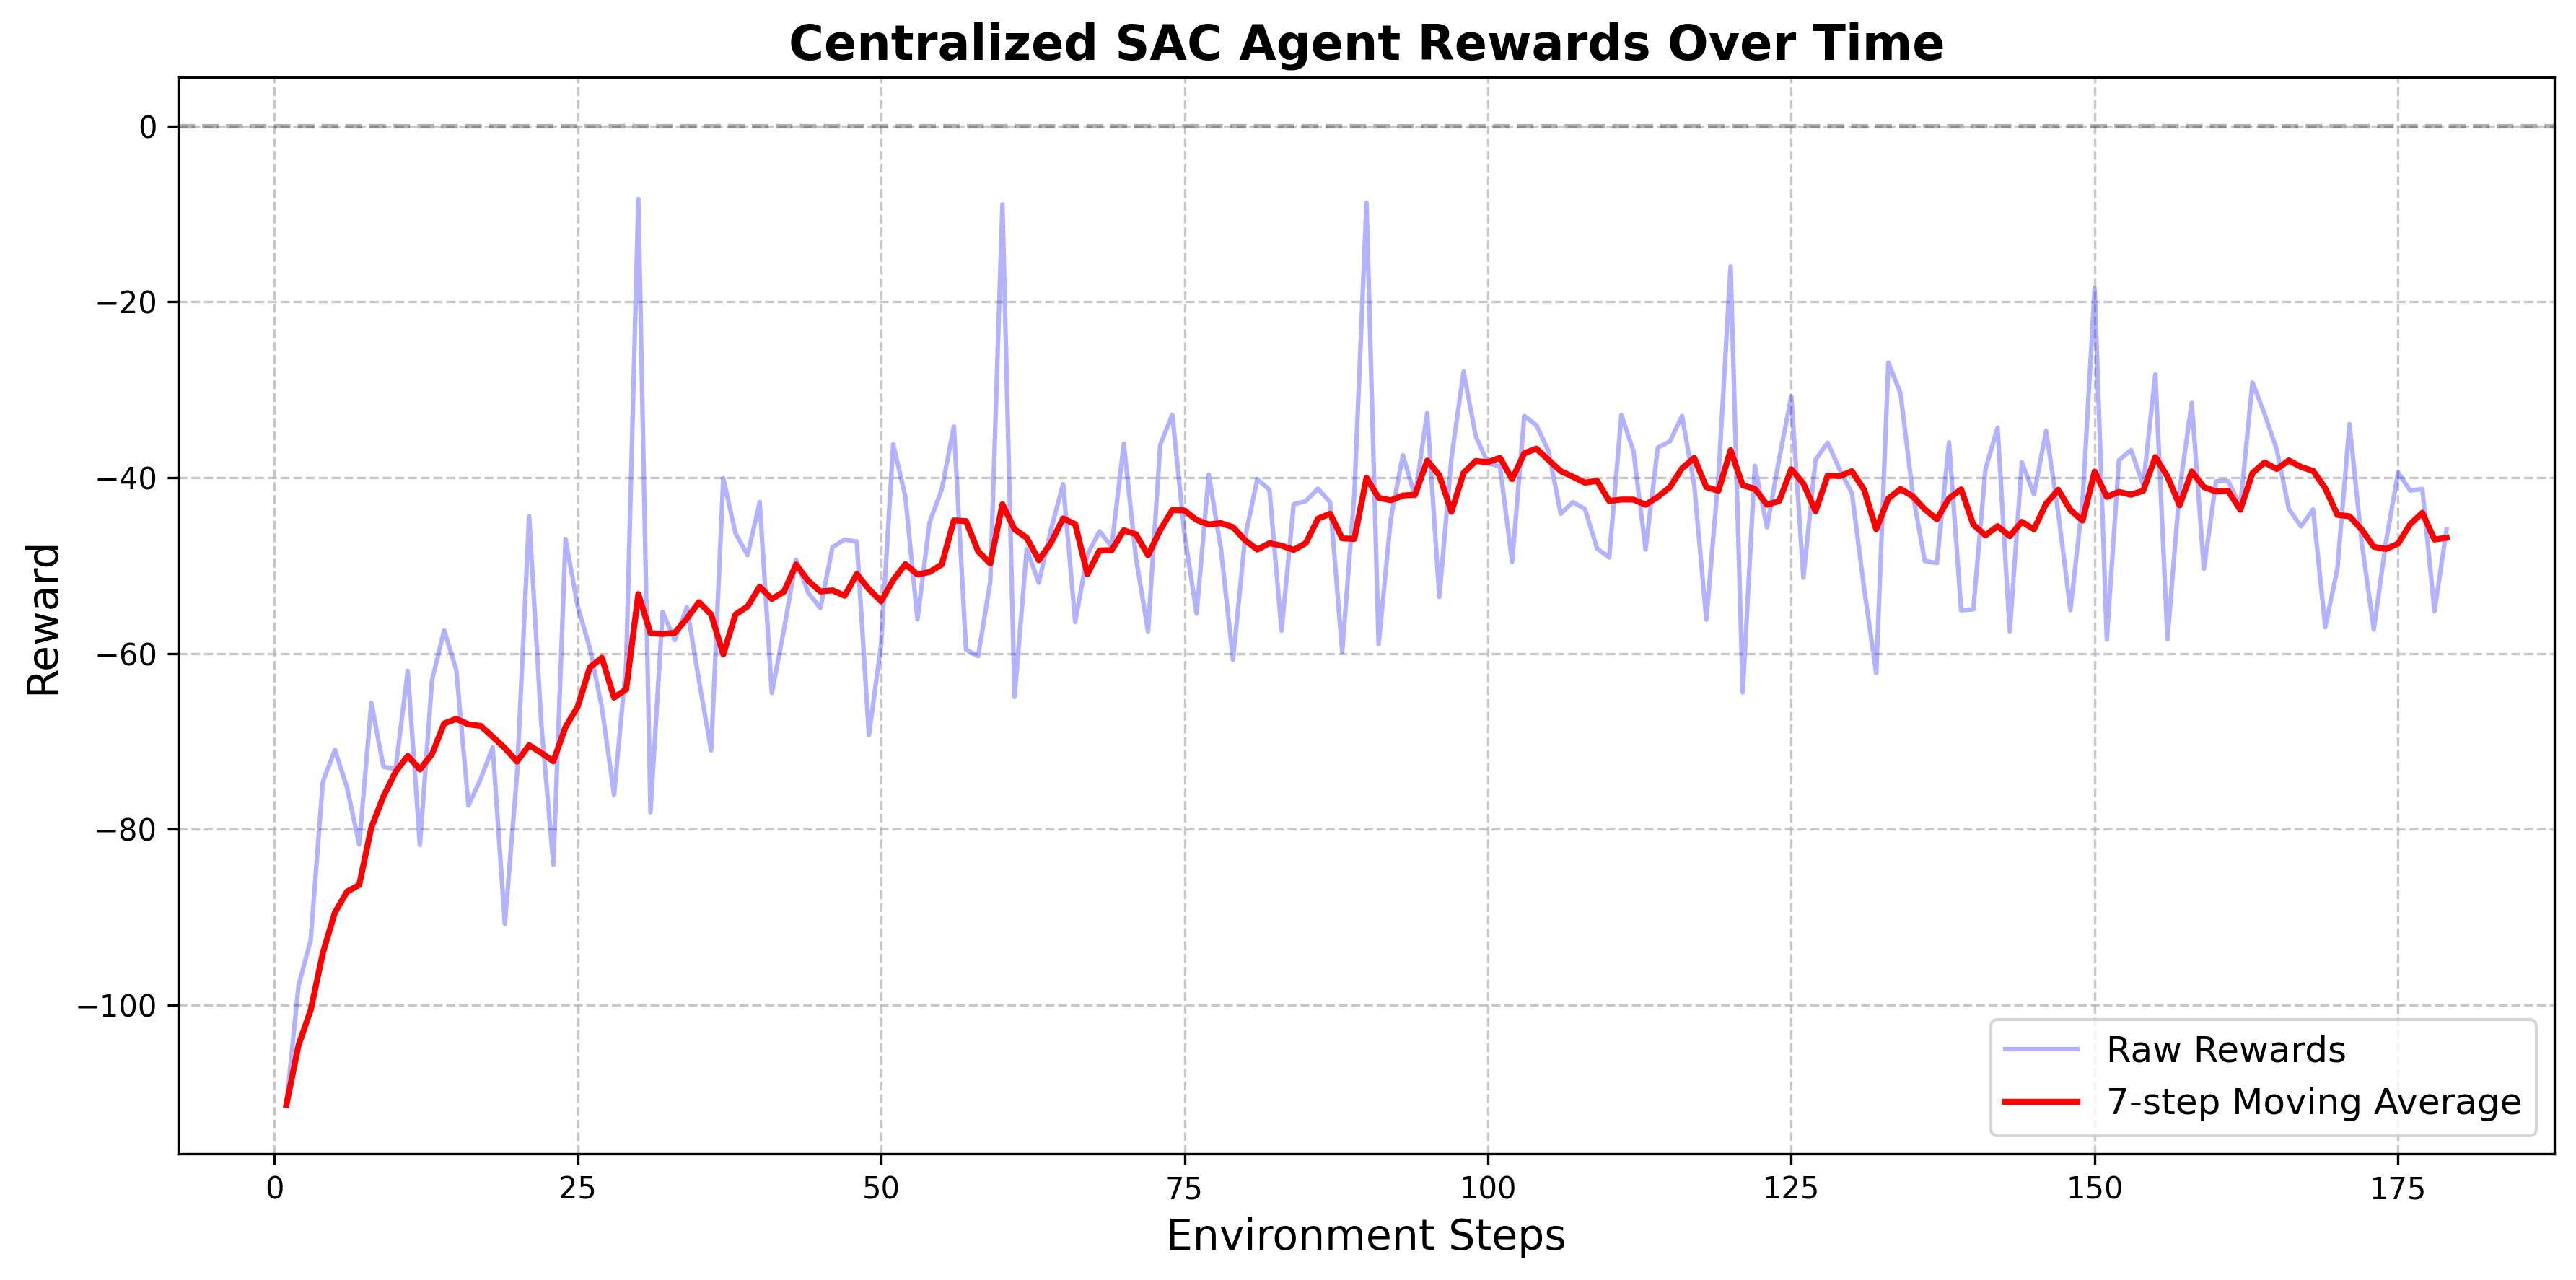 Centralized SAC Agent Rewards Over Time
0
−20
−40
−60
−80
−100
Reward
Raw Rewards
7-step Moving Average
0 25 50 75 100 125 150 175
Environment Steps